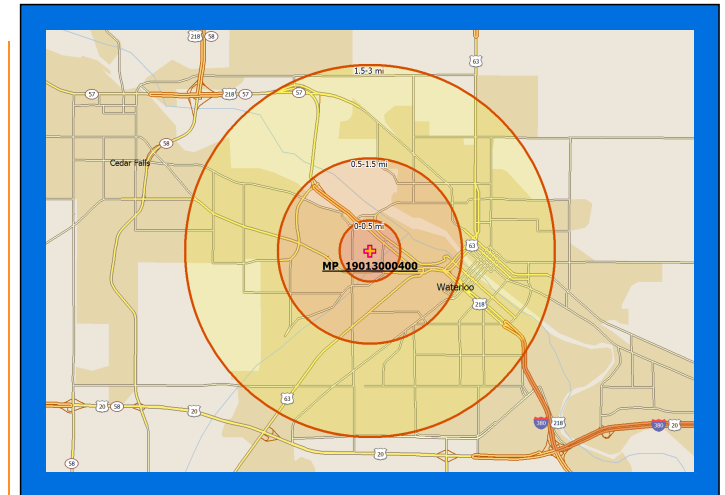 218 58
63
1.5-3 mi
57
218 57
57
58
Cedar Falls
0.5-1.5 mi
0-0.5 mi
63
MP_19013000400
Waterloo
218
63
20 58
20
380 218
380 20
20
58